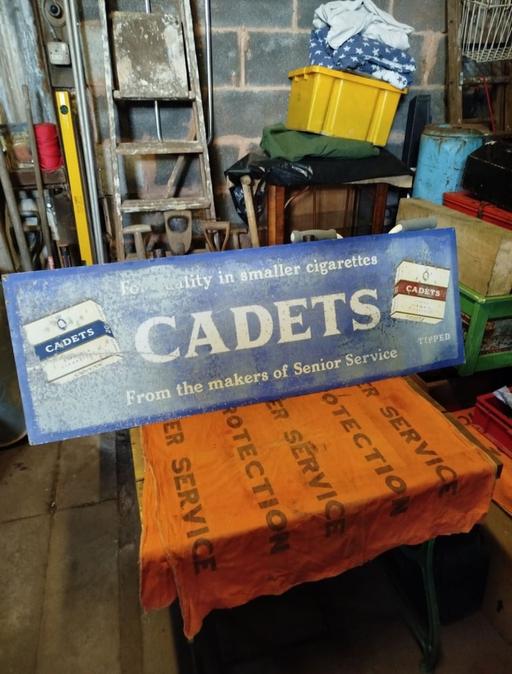 For quality in smaller cigarettes
CADETS
CADETS
CADETS
TIPPED
From the makers of Senior Service
ER SERVICE
ROTECTION
ER SERVICE
ROTECTION
ER SERVICE